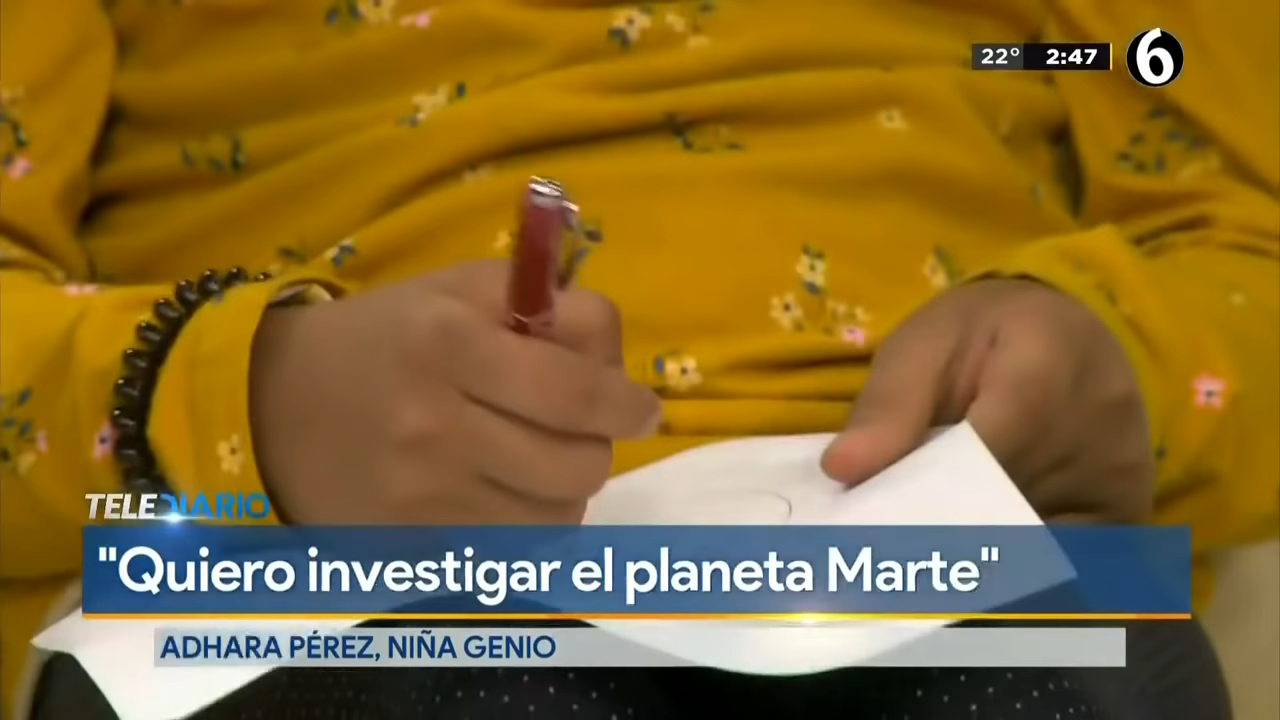 22° 2:47 6
TELEDIARIO
"Quiero investigar el planeta Marte"
ADHARA PÉREZ, NIÑA GENIO